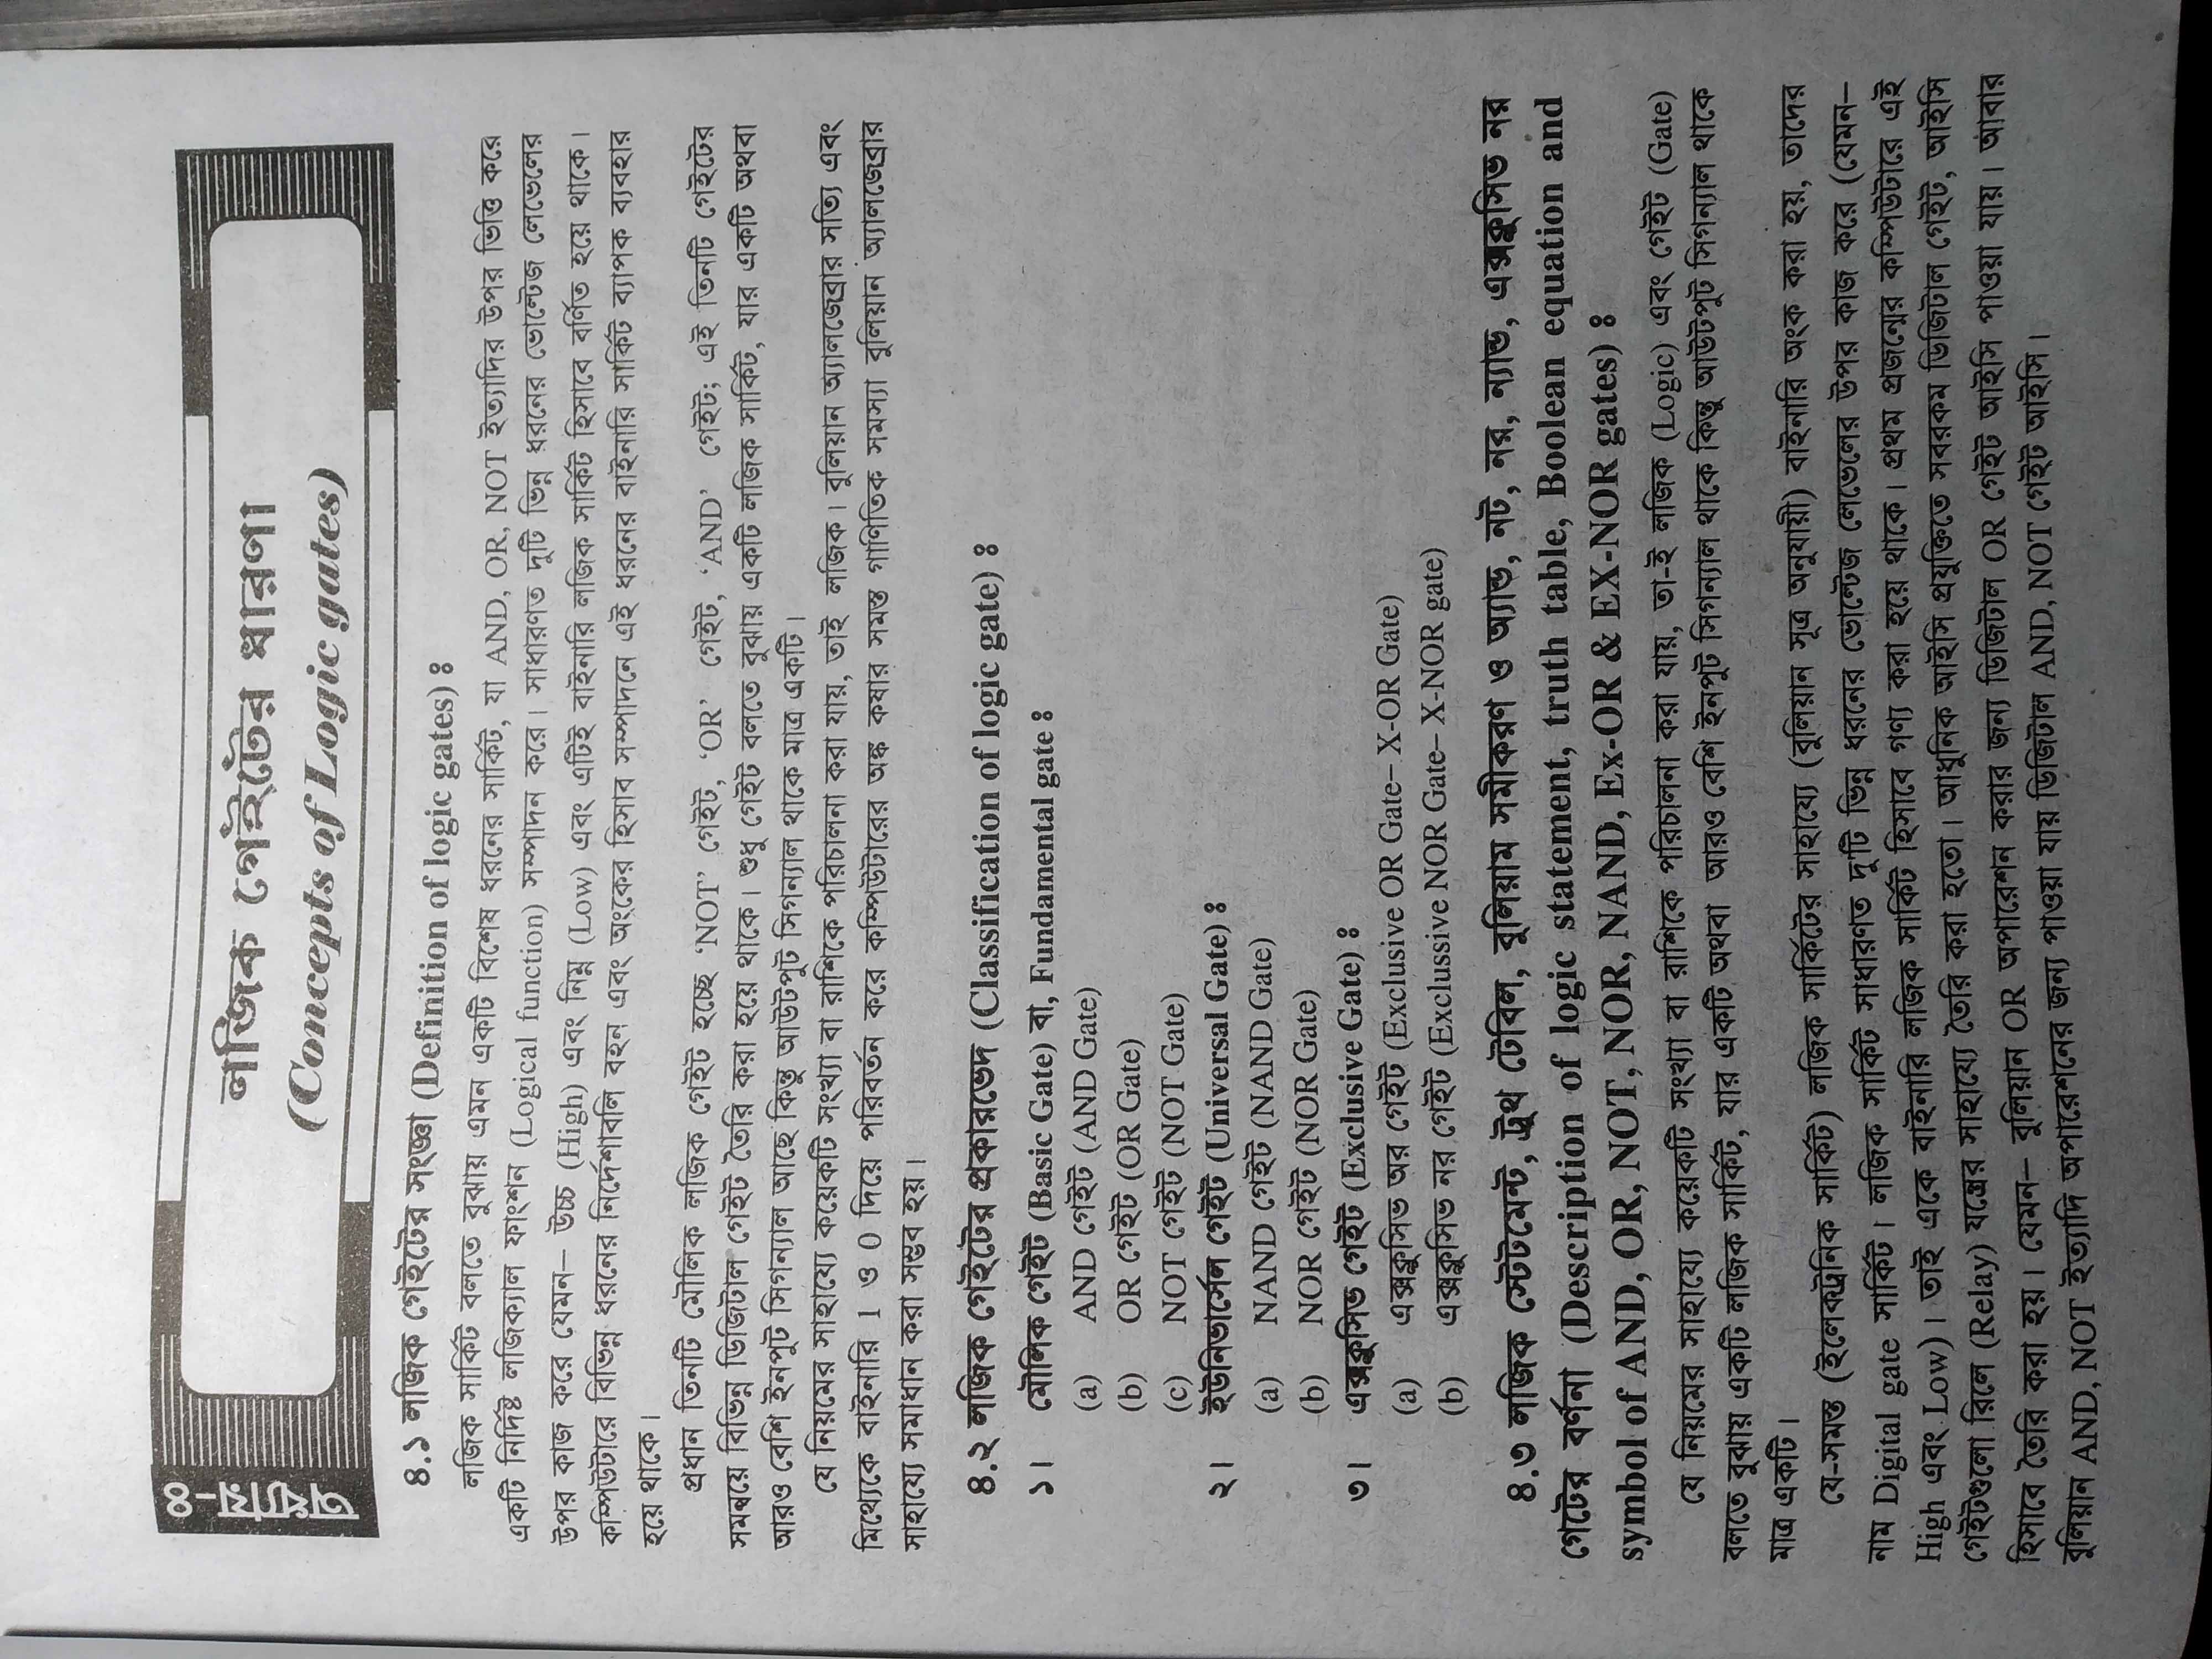 অধ্যায়-৪
লজিক গেইটের ধারণা
(Concepts of Logic gates)
৪.১ লজিক গেইটের সংজ্ঞা (Definition of logic gates) ঃ
লজিক সার্কিট বলতে বুঝায় এমন একটি বিশেষ ধরনের সার্কিট, যা AND, OR, NOT ইত্যাদির উপর ভিত্তি করে
একটি নির্দিষ্ট লজিক্যাল ফাংশন (Logical function) সম্পাদন করে। সাধারণত দুটি ভিন্ন ধরনের ভোল্টেজ লেভেলের
উপর কাজ করে যেমন– উচ্চ (High) এবং নিম্ন (Low) এবং এটিই বাইনারি লজিক সার্কিট হিসাবে বর্ণিত হয়ে থাকে।
কম্পিউটারে বিভিন্ন ধরনের নির্দেশাবলি বহন এবং অংকের হিসাব সম্পাদনে এই ধরনের বাইনারি সার্কিট ব্যাপক ব্যবহার
হয়ে থাকে।
প্রধান তিনটি মৌলিক লজিক গেইট হচ্ছে ‘NOT’ গেইট, ‘OR’ গেইট, ‘AND’ গেইট; এই তিনটি গেইটের
সমন্বয়ে বিভিন্ন ডিজিটাল গেইট তৈরি করা হয়ে থাকে। শুধু গেইট বলতে বুঝায় একটি লজিক সার্কিট, যার একটি অথবা
আরও বেশি ইনপুট সিগন্যাল আছে কিন্তু আউটপুট সিগন্যাল থাকে মাত্র একটি।
যে নিয়মের সাহায্যে কয়েকটি সংখ্যা বা রাশিকে পরিচালনা করা যায়, তাই লজিক। বুলিয়ান অ্যালজেব্রার সত্যি এবং
মিথ্যেকে বাইনারি 1 ও 0 দিয়ে পরিবর্তন করে কম্পিউটারের অঙ্ক কষার সমস্ত গাণিতিক সমস্যা বুলিয়ান অ্যালজেব্রার
সাহায্যে সমাধান করা সম্ভব হয়।
৪.২ লজিক গেইটের প্রকারভেদ (Classification of logic gate) ঃ
১। মৌলিক গেইট (Basic Gate) বা, Fundamental gate ঃ
(a) AND গেইট (AND Gate)
(b) OR গেইট (OR Gate)
(c) NOT গেইট (NOT Gate)
২। ইউনিভার্সেল গেইট (Universal Gate) ঃ
(a) NAND গেইট (NAND Gate)
(b) NOR গেইট (NOR Gate)
৩। এক্সক্লুসিভ গেইট (Exclusive Gate) ঃ
(a) এক্সক্লুসিভ অর গেইট (Exclusive OR Gate– X-OR Gate)
(b) এক্সক্লুসিভ নর গেইট (Exclussive NOR Gate– X-NOR gate)
৪.৩ লজিক স্টেটমেন্ট, ট্রুথ টেবিল, বুলিয়াম সমীকরণ ও অ্যান্ড, নট, নর, ন্যান্ড, এক্সক্লুসিভ নর
গেটের বর্ণনা (Description of logic statement, truth table, Boolean equation and
symbol of AND, OR, NOT, NOR, NAND, Ex-OR & EX-NOR gates) ঃ
যে নিয়মের সাহায্যে কয়েকটি সংখ্যা বা রাশিকে পরিচালনা করা যায়, তা-ই লজিক (Logic) এবং গেইট (Gate)
বলতে বুঝায় একটি লজিক সার্কিট, যার একটি অথবা আরও বেশি ইনপুট সিগন্যাল থাকে কিন্তু আউটপুট সিগন্যাল থাকে
মাত্র একটি।
যে-সমস্ত (ইলেকট্রনিক সার্কিট) লজিক সার্কিটের সাহায্যে (বুলিয়ান সূত্র অনুযায়ী) বাইনারি অংক করা হয়, তাদের
নাম Digital gate সার্কিট। লজিক সার্কিট সাধারণত দু'টি ভিন্ন ধরনের ভোল্টেজ লেভেলের উপর কাজ করে (যেমন–
High এবং Low)। তাই একে বাইনারি লজিক সার্কিট হিসাবে গণ্য করা হয়ে থাকে। প্রথম প্রজন্মের কম্পিউটারে এই
গেইটগুলো রিলে (Relay) যন্ত্রের সাহায্যে তৈরি করা হতো। আধুনিক আইসি প্রযুক্তিতে সবরকম ডিজিটাল গেইট, আইসি
হিসাবে তৈরি করা হয়। যেমন– বুলিয়ান OR অপারেশন করার জন্য ডিজিটাল OR গেইট আইসি পাওয়া যায়। আবার
বুলিয়ান AND, NOT ইত্যাদি অপারেশনের জন্য পাওয়া যায় ডিজিটাল AND, NOT গেইট আইসি।